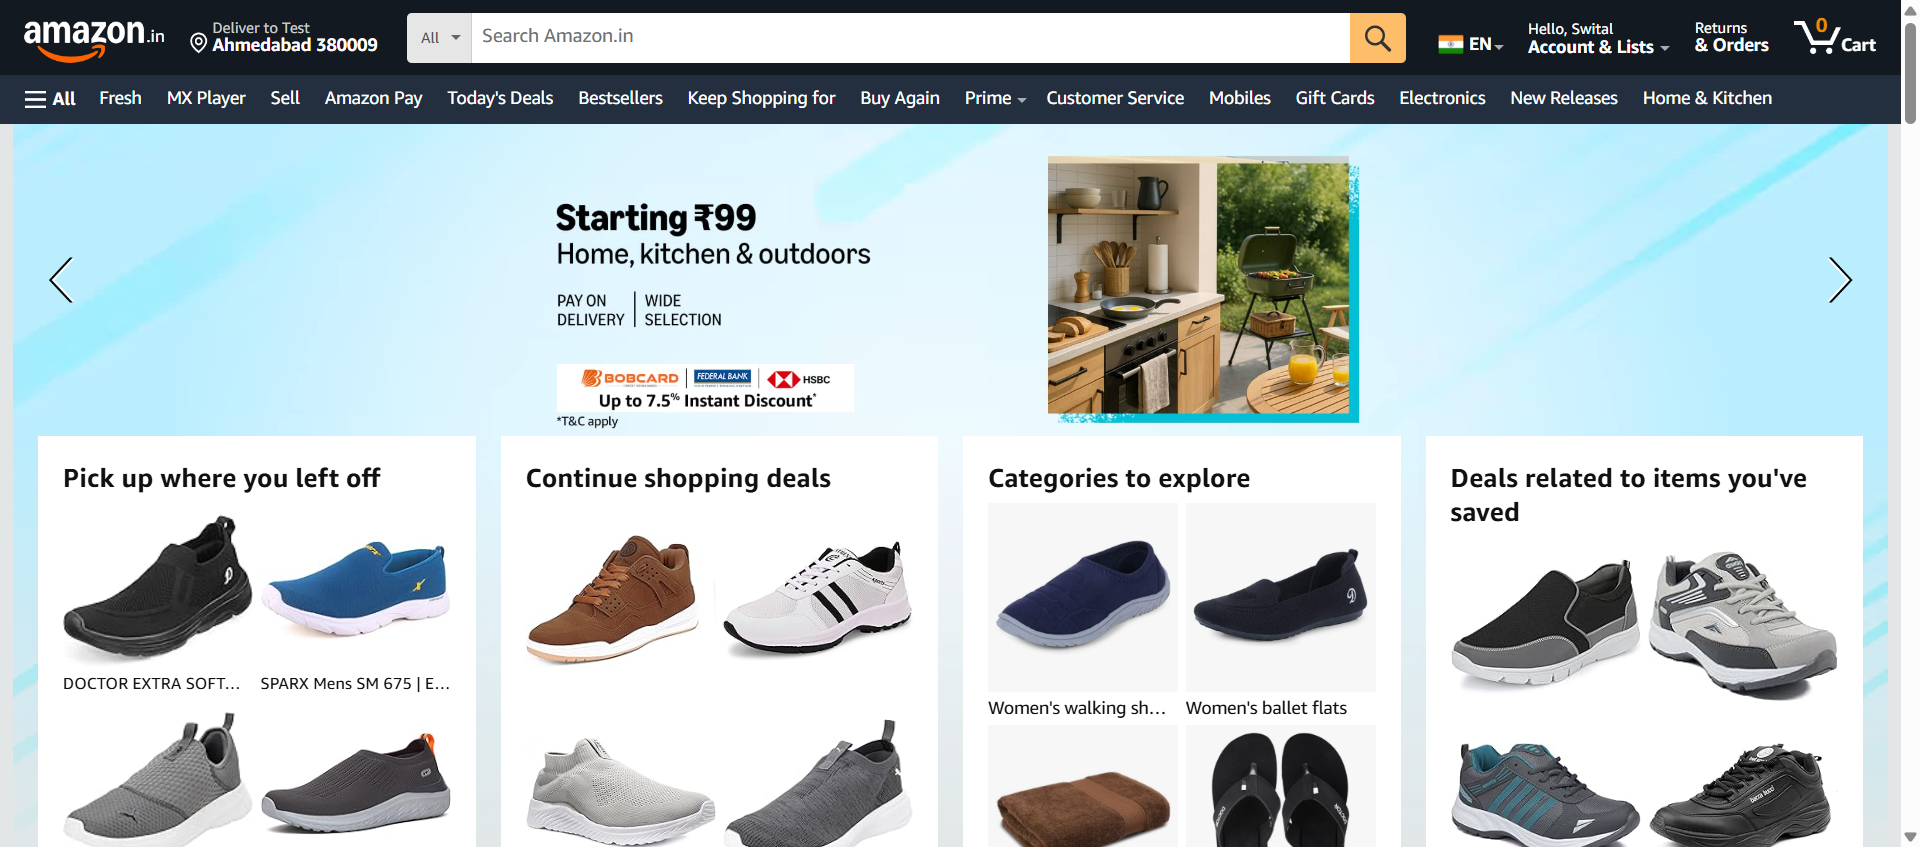 amazon.in
Deliver to Test
Ahmedabad 380009
All
Search Amazon.in
EN
Hello, Swital
Account & Lists
Returns
& Orders
0
Cart
All
Fresh
MX Player
Sell
Amazon Pay
Today's Deals
Bestsellers
Keep Shopping for
Buy Again
Prime
Customer Service
Mobiles
Gift Cards
Electronics
New Releases
Home & Kitchen
Starting ₹99
Home, kitchen & outdoors
PAY ON
DELIVERY
WIDE
SELECTION
BOBCARD
FEDERAL BANK
HSBC
Up to 7.5% Instant Discount*
*T&C apply
Pick up where you left off
DOCTOR EXTRA SOFT...
SPARX Mens SM 675 | E...
Continue shopping deals
Categories to explore
Women's walking sh...
Women's ballet flats
Deals related to items you've
saved